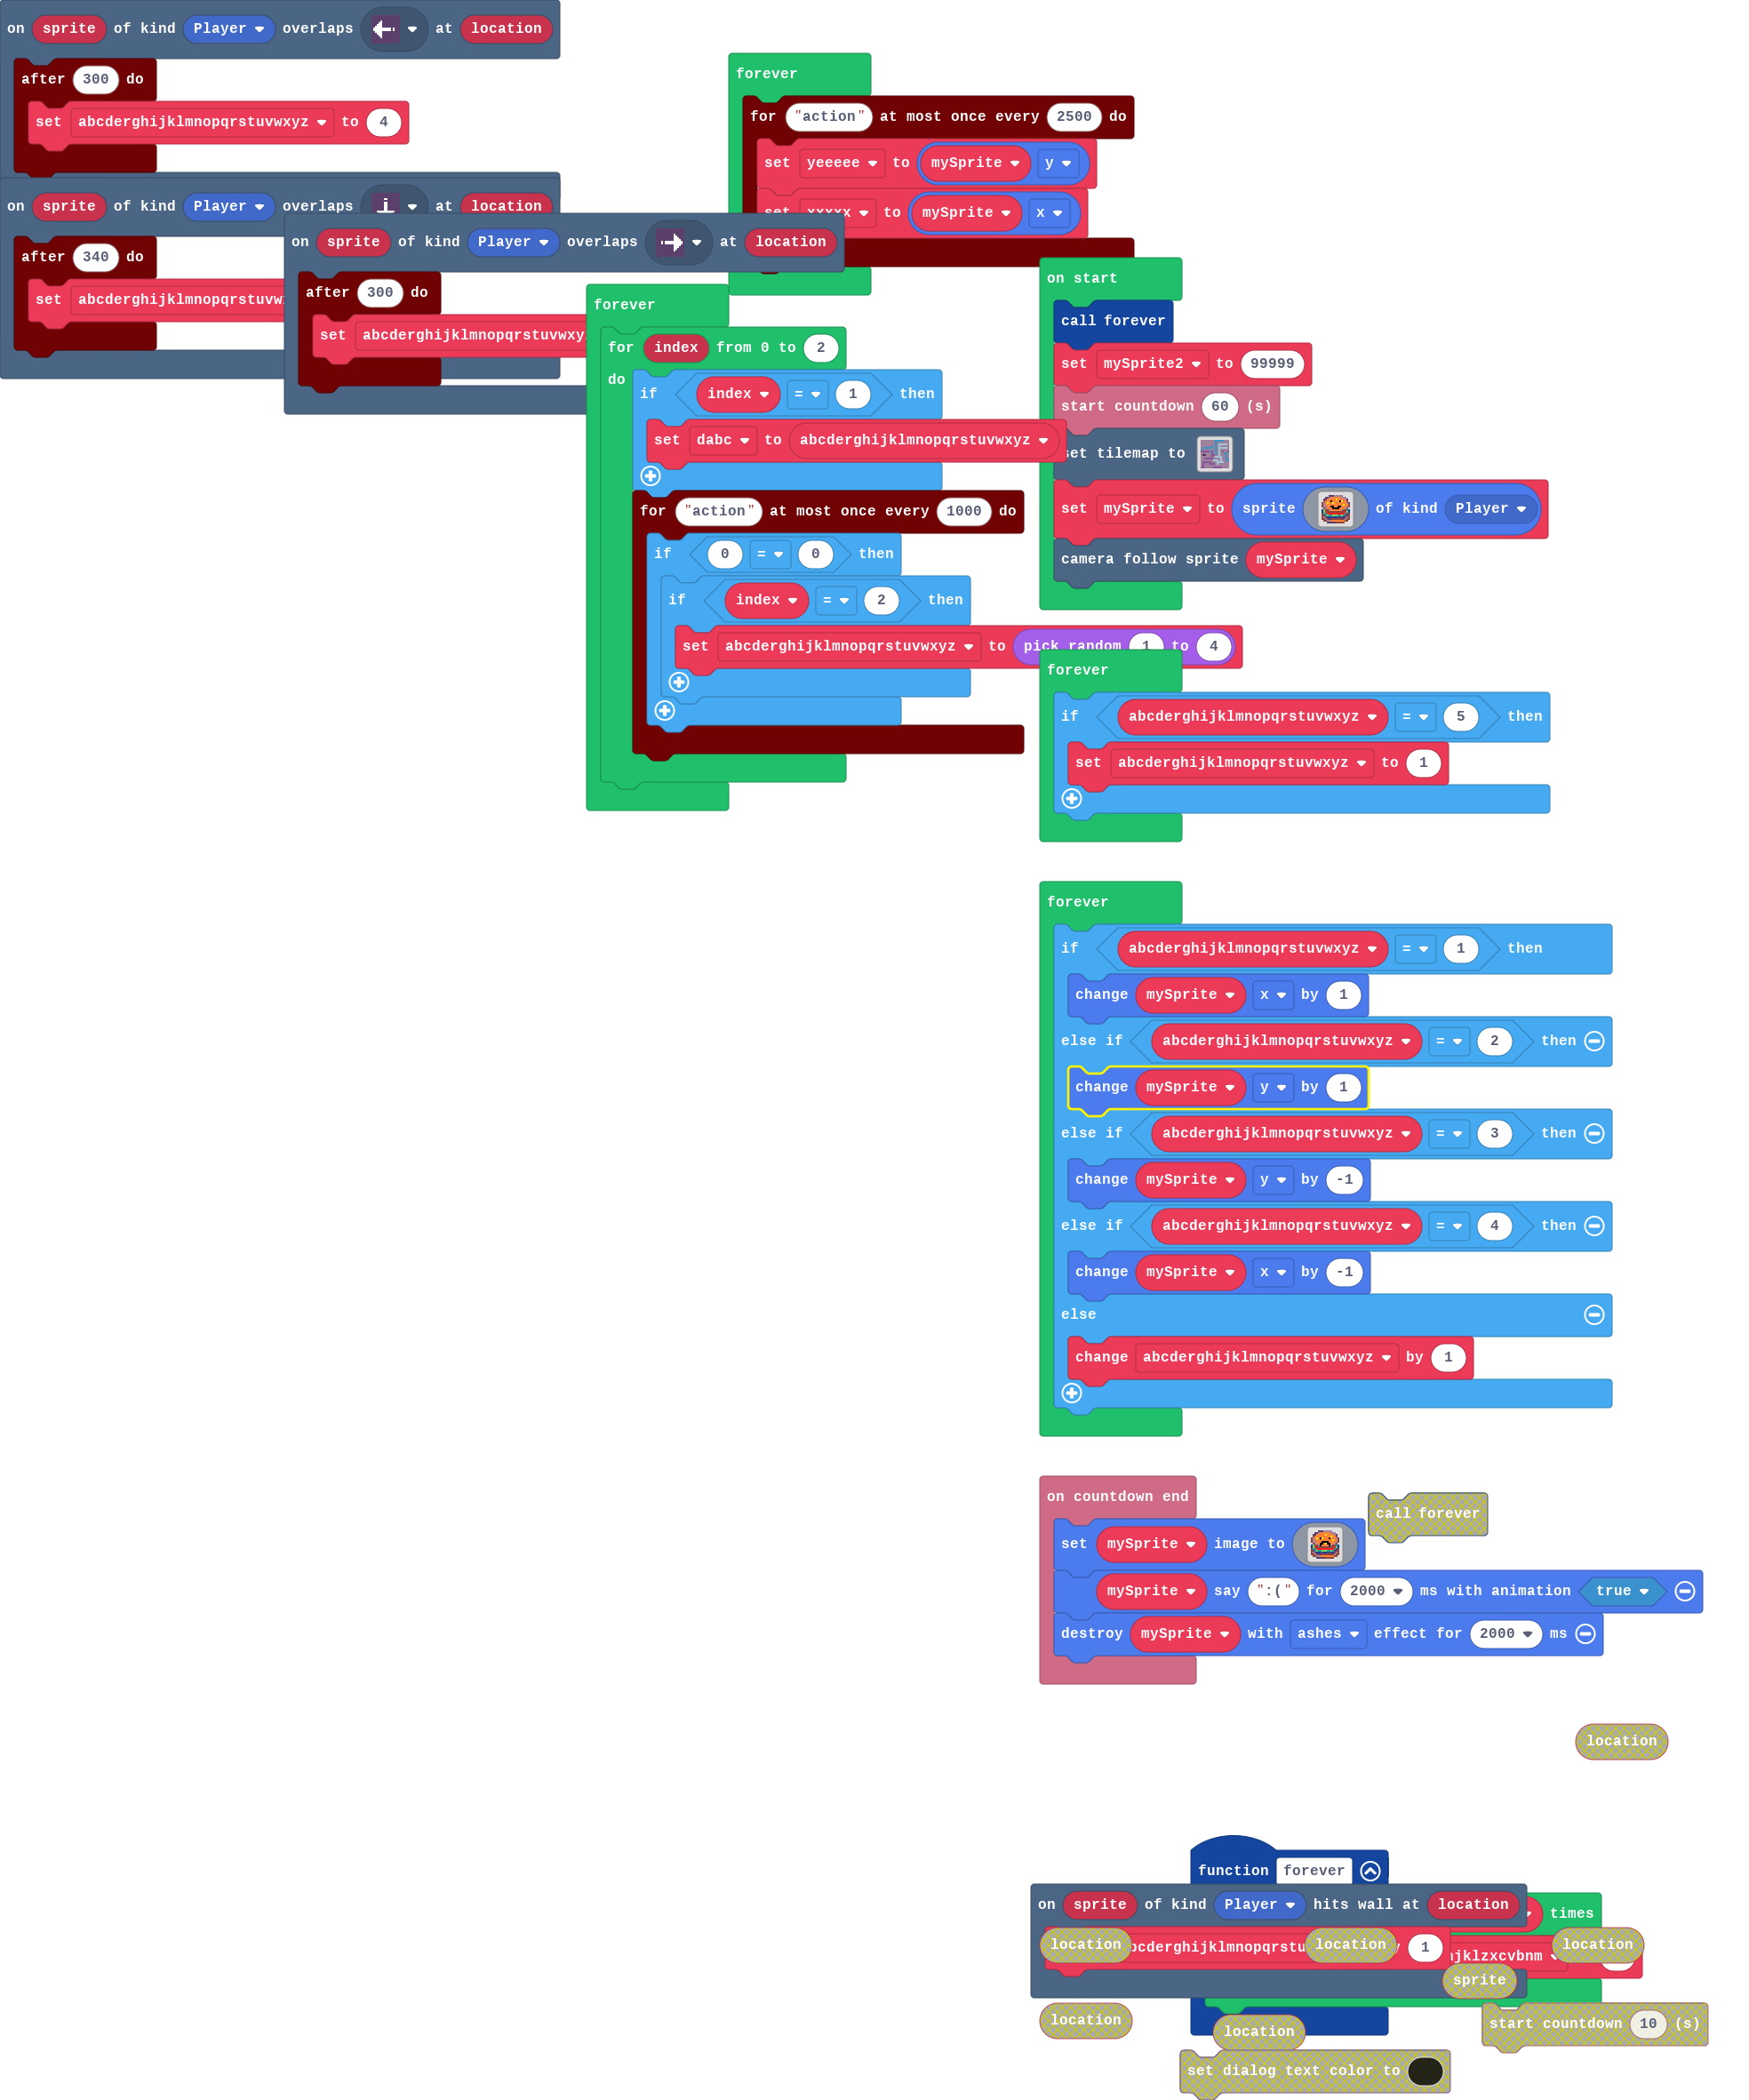 on sprite of kind Player overlaps at location
after 300 do
set abcderghijklmnopqrstuvwxyz to 4
on sprite of kind Player overlaps at location
after 340 do
set
on sprite of kind Player overlaps at location
after 300 do
set
forever
for "action" at most once every 2500 do
set yeeeee to mySprite y
set xxxxx to mySprite x
forever
for index from 0 to 2
do
if index = 1 then
set dabc to abcderghijklmnopqrstuvwxyz
for "action" at most once every 1000 do
if 0 = 0 then
if index = 2 then
set abcderghijklmnopqrstuvwxyz to pick random 1 to 4
on start
call forever
set mySprite2 to 99999
start countdown 60 (s)
set tilemap to
set mySprite to sprite of kind Player
camera follow sprite mySprite
forever
if abcderghijklmnopqrstuvwxyz = 5 then
set abcderghijklmnopqrstuvwxyz to 1
forever
if abcderghijklmnopqrstuvwxyz = 1 then
change mySprite x by 1
else if abcderghijklmnopqrstuvwxyz = 2 then
change mySprite y by 1
else if abcderghijklmnopqrstuvwxyz = 3 then
change mySprite y by -1
else if abcderghijklmnopqrstuvwxyz = 4 then
change mySprite x by -1
else
change abcderghijklmnopqrstuvwxyz by 1
on countdown end
call forever
set mySprite image to
mySprite say ":(" for 2000 ms with animation true
destroy mySprite with ashes effect for 2000 ms
location
function forever
on sprite of kind Player hits wall at location
times
location
location
1
location
sprite
location
location
start countdown 10 (s)
set dialog text color to